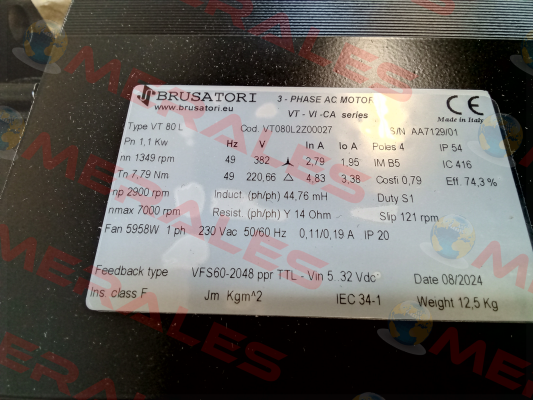 BRUSATORI
www.brusatori.eu
3 - PHASE AC MOTOR
VT - VI -CA series
CE
Made in Italy
Type VT 80 L Cod. VT080L2Z00027 S/N AA7129/01
Pn 1,1 Kw Hz V In A Io A Poles 4 IP 54
nn 1349 rpm 49 382 2,79 1,95 IM B5 IC 416
Tn 7,79 Nm 49 220,66 △ 4,83 3,38 Cosfi 0,79 Eff. 74,3%
np 2900 rpm Induct. (ph/ph) 44,76 mH Duty S1
nmax 7000 rpm Resist. (ph/ph) Y 14 Ohm Slip 121 rpm
Fan 5958W 1 ph 230 Vac 50/60 Hz 0,11/0,19 A IP 20
Feedback type VFS60-2048 ppr TTL - Vin 5..32 Vdc Date 08/2024
Ins. class F Jm Kgm^2 IEC 34-1 Weight 12,5 Kg
MERALES
MERALES
MERALES
MERALES